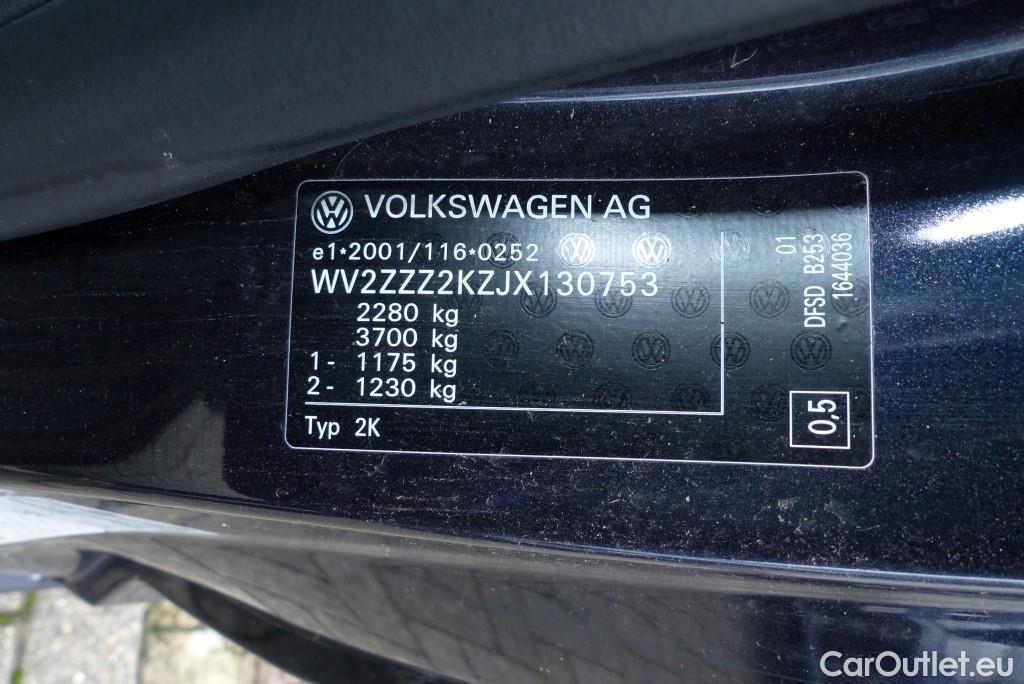 VOLKSWAGEN AG
e1*2001/116*0252
WV2ZZZ2KZJX130753
2280 kg
3700 kg
1- 1175 kg
2- 1230 kg
Typ 2K
01
DFSD B253
1644036
0,5
CarOutlet.eu